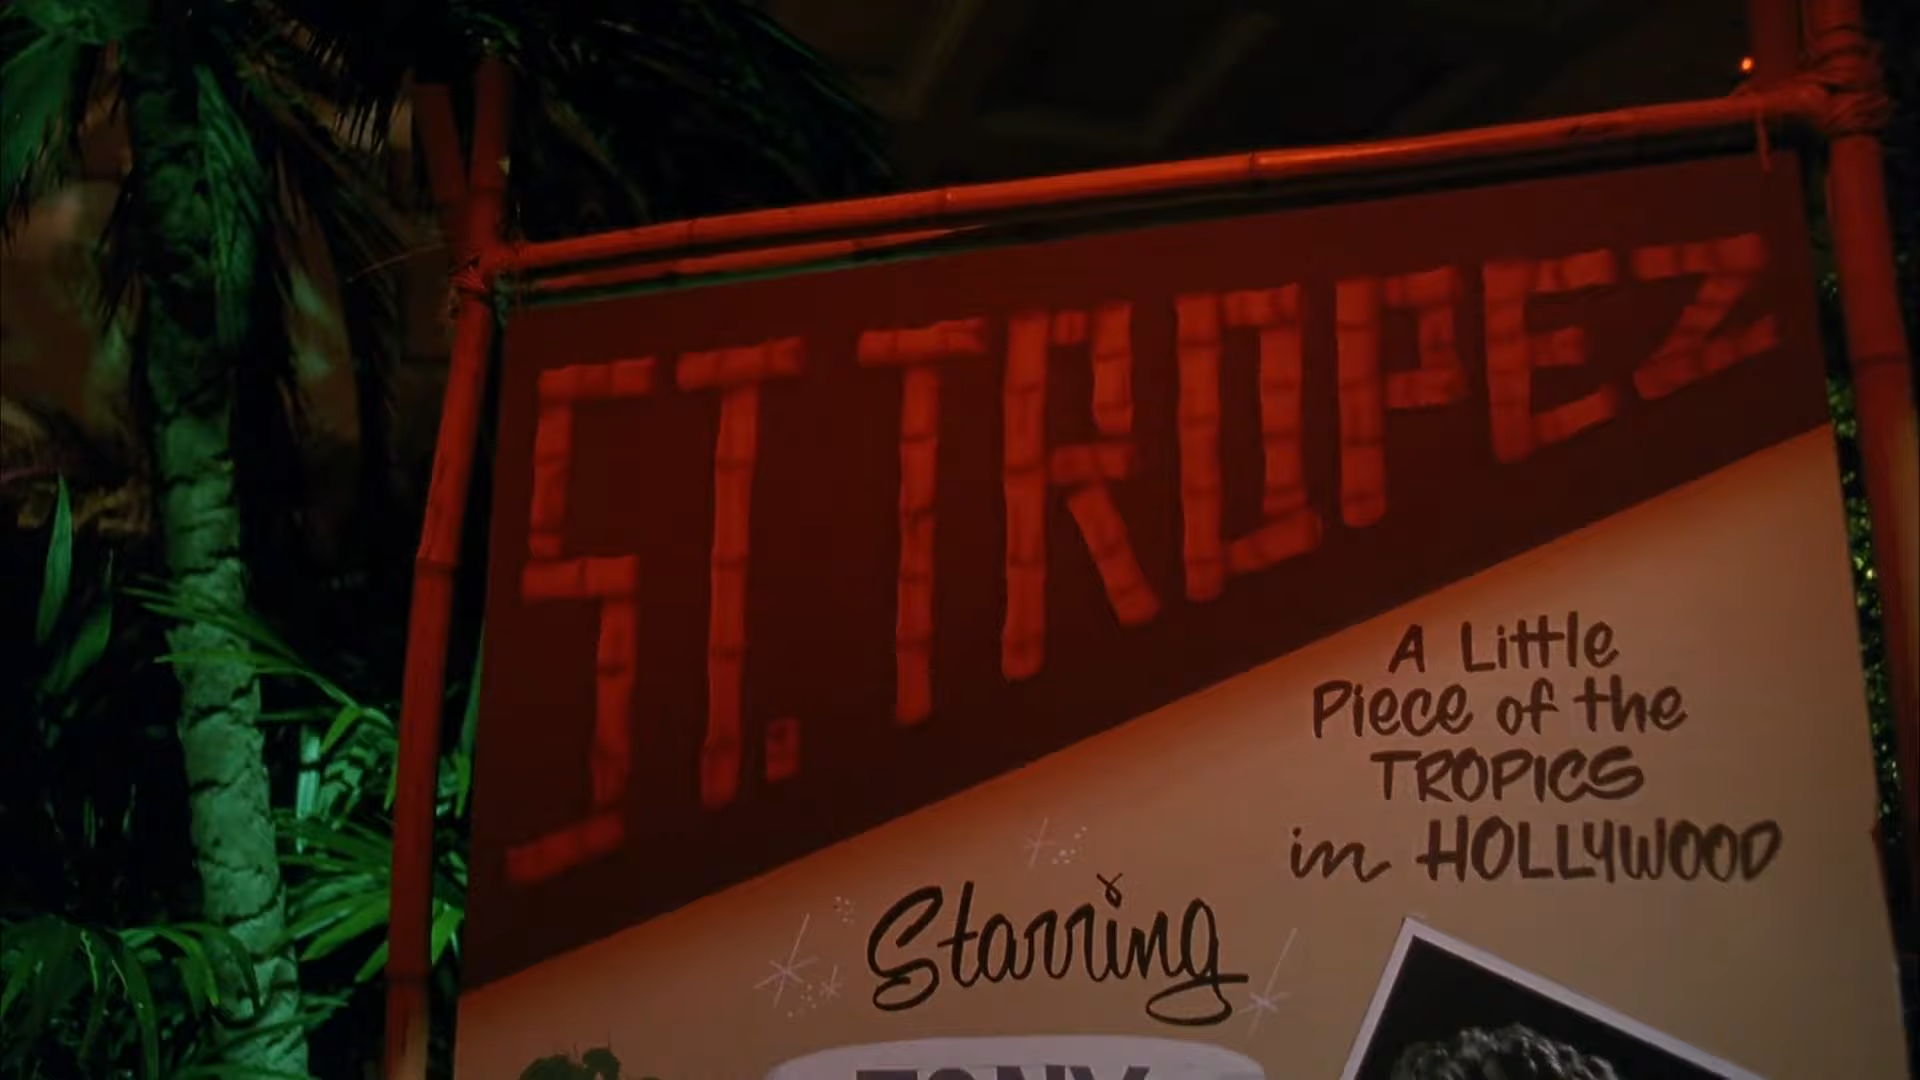 ST. TROPEZ
A Little
Piece of the
TROPICS
in HOLLYWOOD
Starring
TONY